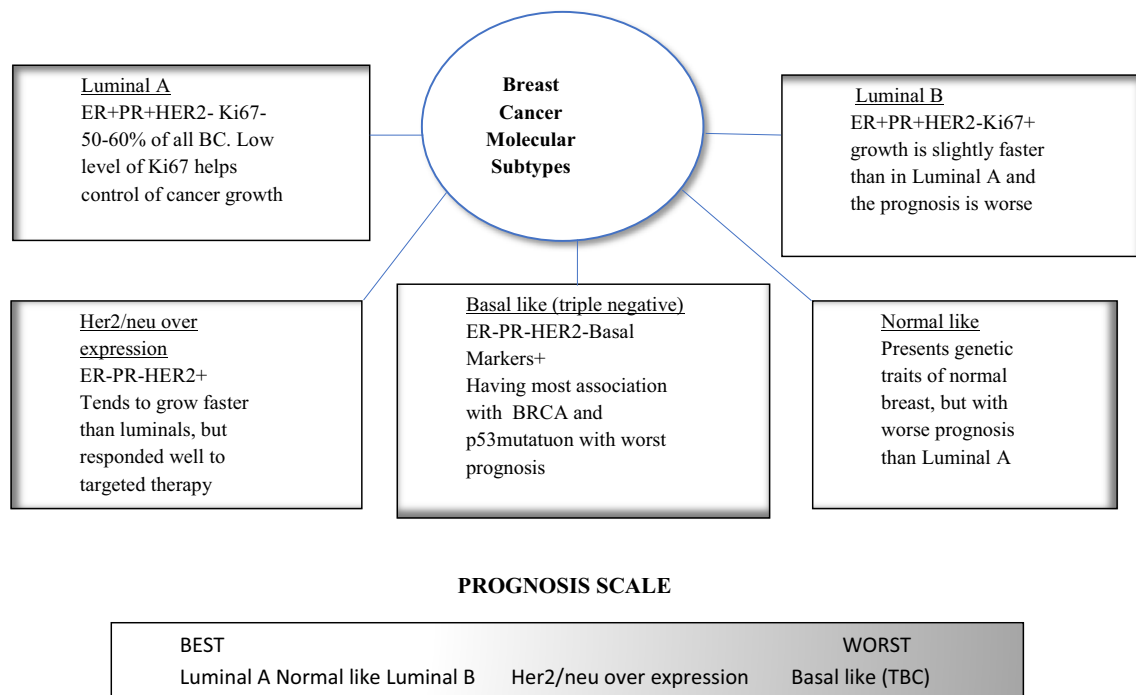 Breast
Cancer
Molecular
Subtypes
Luminal A
ER+PR+HER2- Ki67-
50-60% of all BC. Low
level of Ki67 helps
control of cancer growth
Luminal B
ER+PR+HER2-Ki67+
growth is slightly faster
than in Luminal A and
the prognosis is worse
Her2/neu over
expression
ER-PR-HER2+
Tends to grow faster
than luminals, but
responded well to
targeted therapy
Basal like (triple negative)
ER-PR-HER2-Basal
Markers+
Having most association
with BRCA and
p53mutatuon with worst
prognosis
Normal like
Presents genetic
traits of normal
breast, but with
worse prognosis
than Luminal A
PROGNOSIS SCALE
BEST WORST
Luminal A Normal like Luminal B Her2/neu over expression Basal like (TBC)